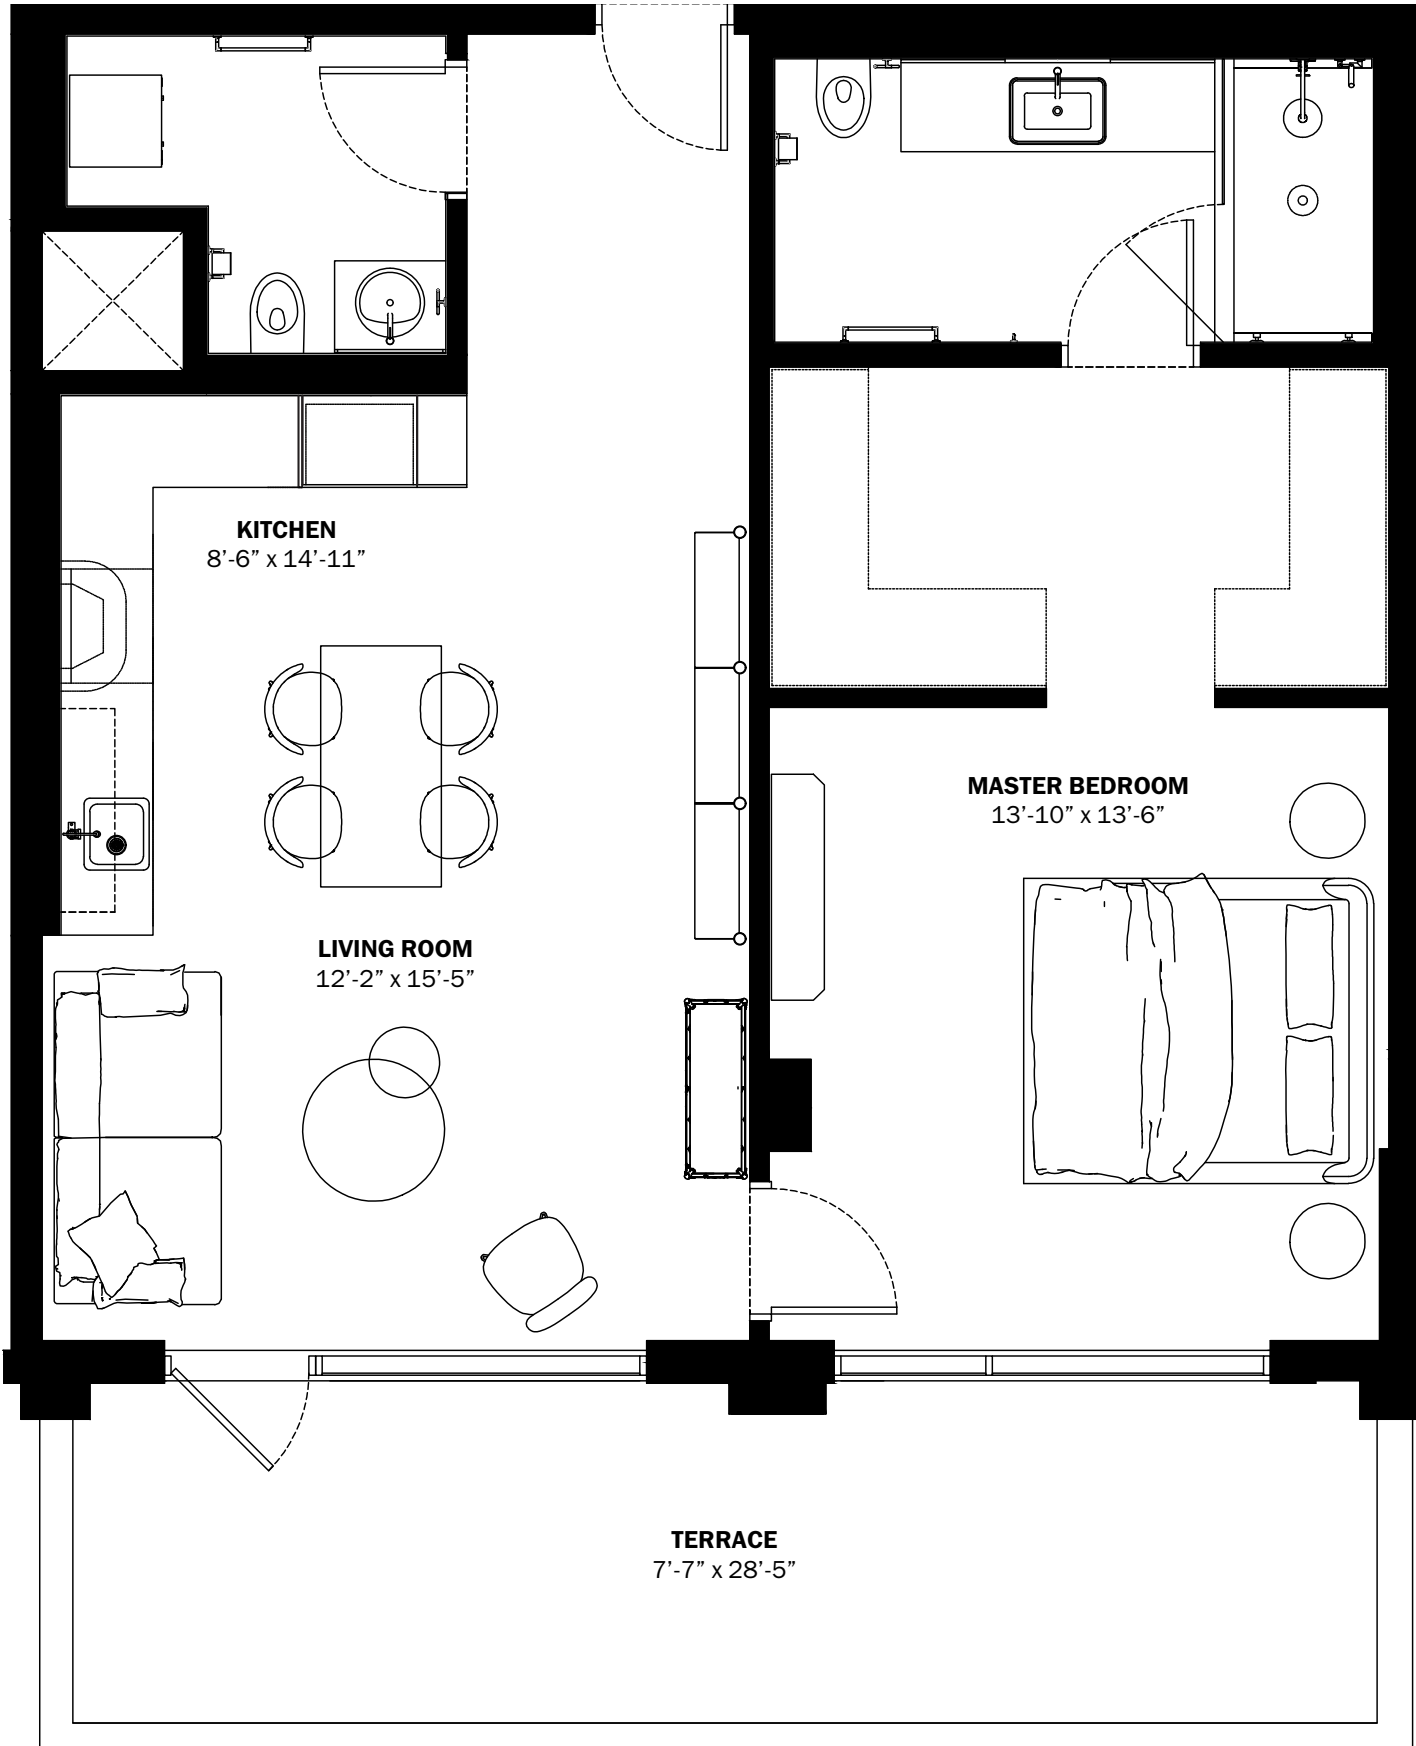 KITCHEN
8’-6” x 14’-11”
MASTER BEDROOM
13’-10” x 13’-6”
LIVING ROOM
12’-2” x 15’-5”
TERRACE
7’-7” x 28’-5”